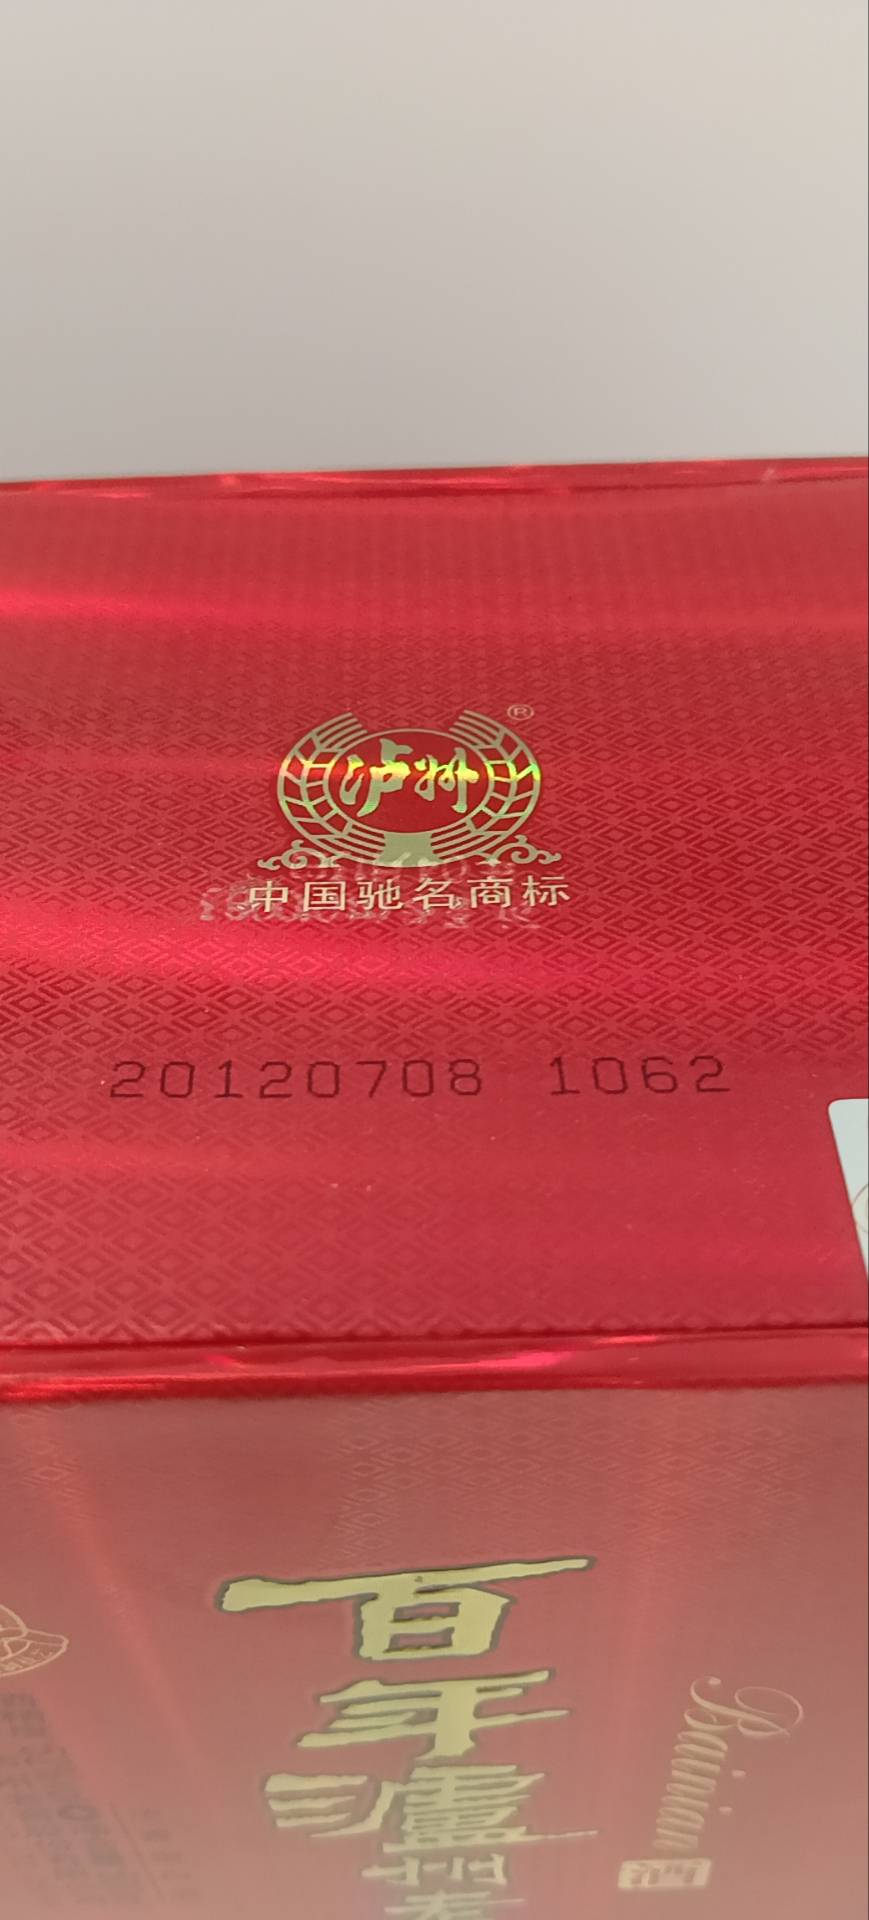 ®
泸州
中国驰名商标
20120708 1062
百年瀘州老
Bainian